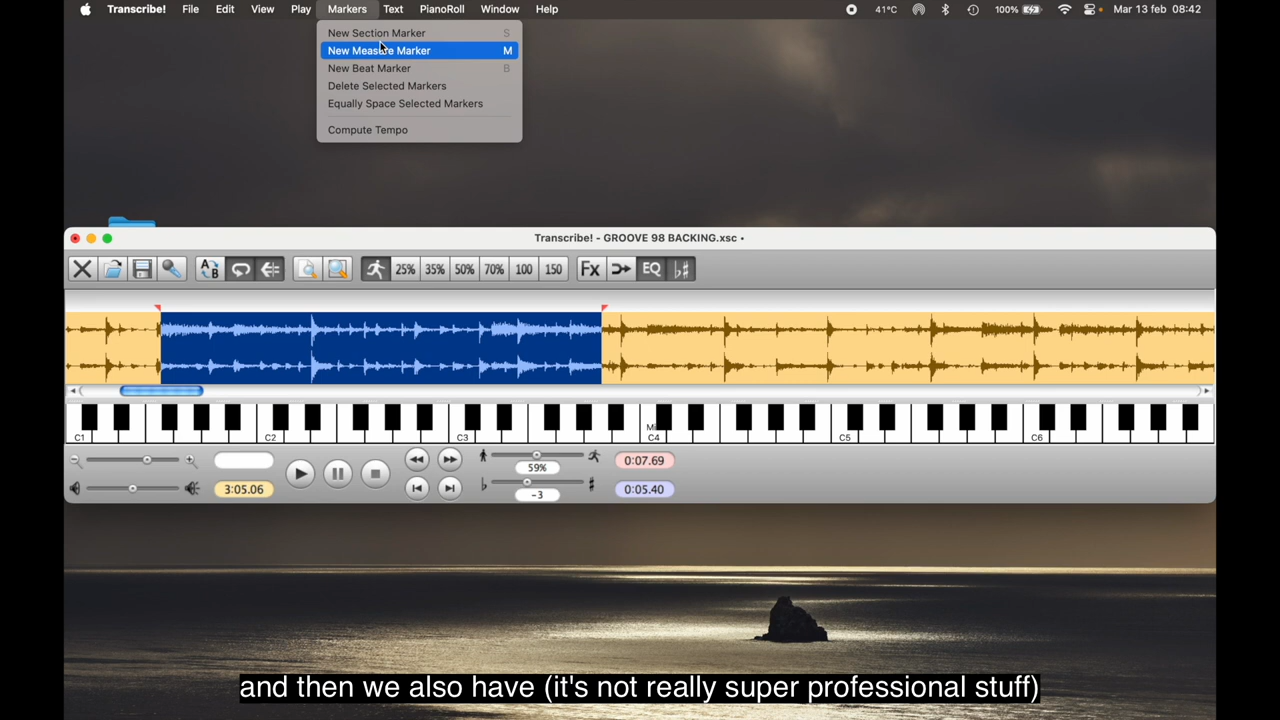 Transcribe! File Edit View Play Markers Text PianoRoll Window Help 41°C 100% Mar 13 feb 08:42
New Section Marker S
New Measure Marker M
New Beat Marker B
Delete Selected Markers
Equally Space Selected Markers
Compute Tempo
Transcribe! - GROOVE 98 BACKING.xsc •
A B 25% 35% 50% 70% 100 150 Fx EQ
C1 C2 C3 C4 C5 C6
59% 0:07.69
3:05.06 -3 0:05.40
and then we also have (it's not really super professional stuff)